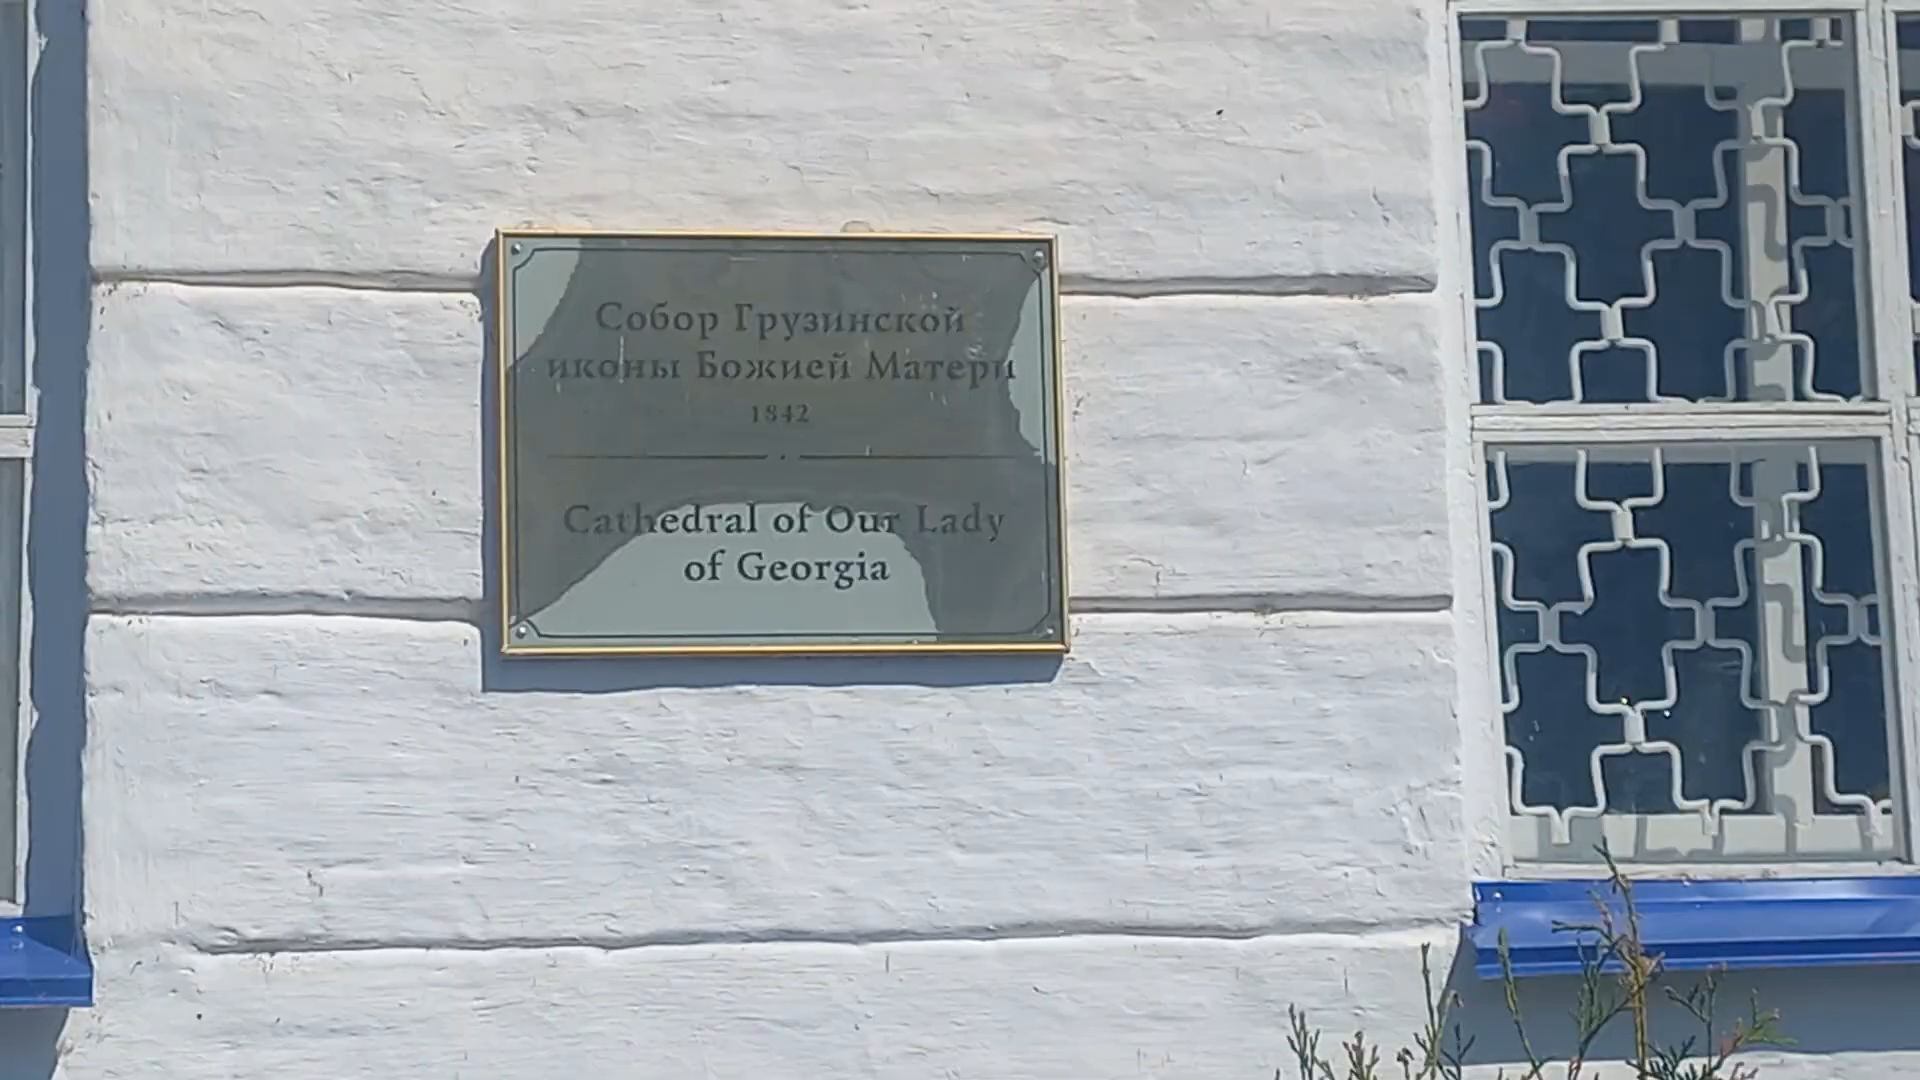 Собор Грузинской
иконы Божией Матери
1842
Cathedral of Our Lady
of Georgia